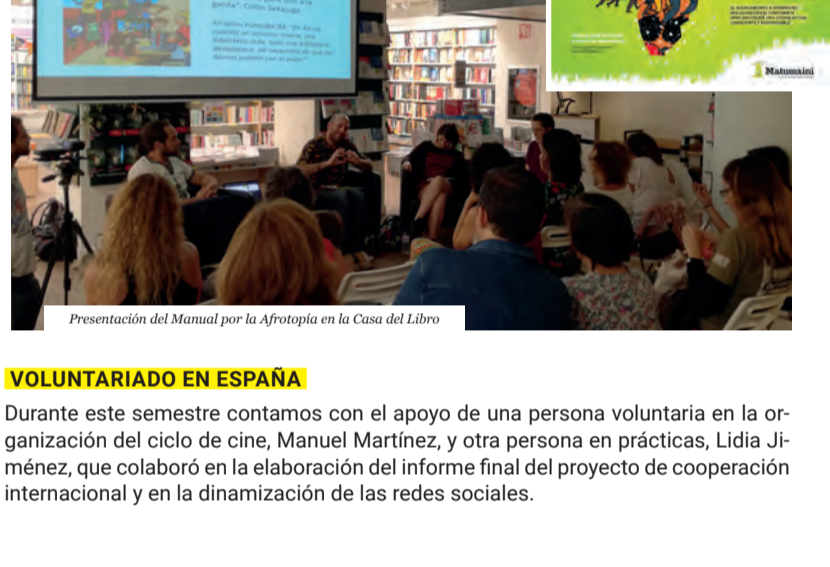 gente". Colin Sekajugo
Matumaini
Presentación del Manual por la Afrotopía en la Casa del Libro
VOLUNTARIADO EN ESPAÑA
Durante este semestre contamos con el apoyo de una persona voluntaria en la or-
ganización del ciclo de cine, Manuel Martínez, y otra persona en prácticas, Lidia Ji-
ménez, que colaboró en la elaboración del informe final del proyecto de cooperación
internacional y en la dinamización de las redes sociales.